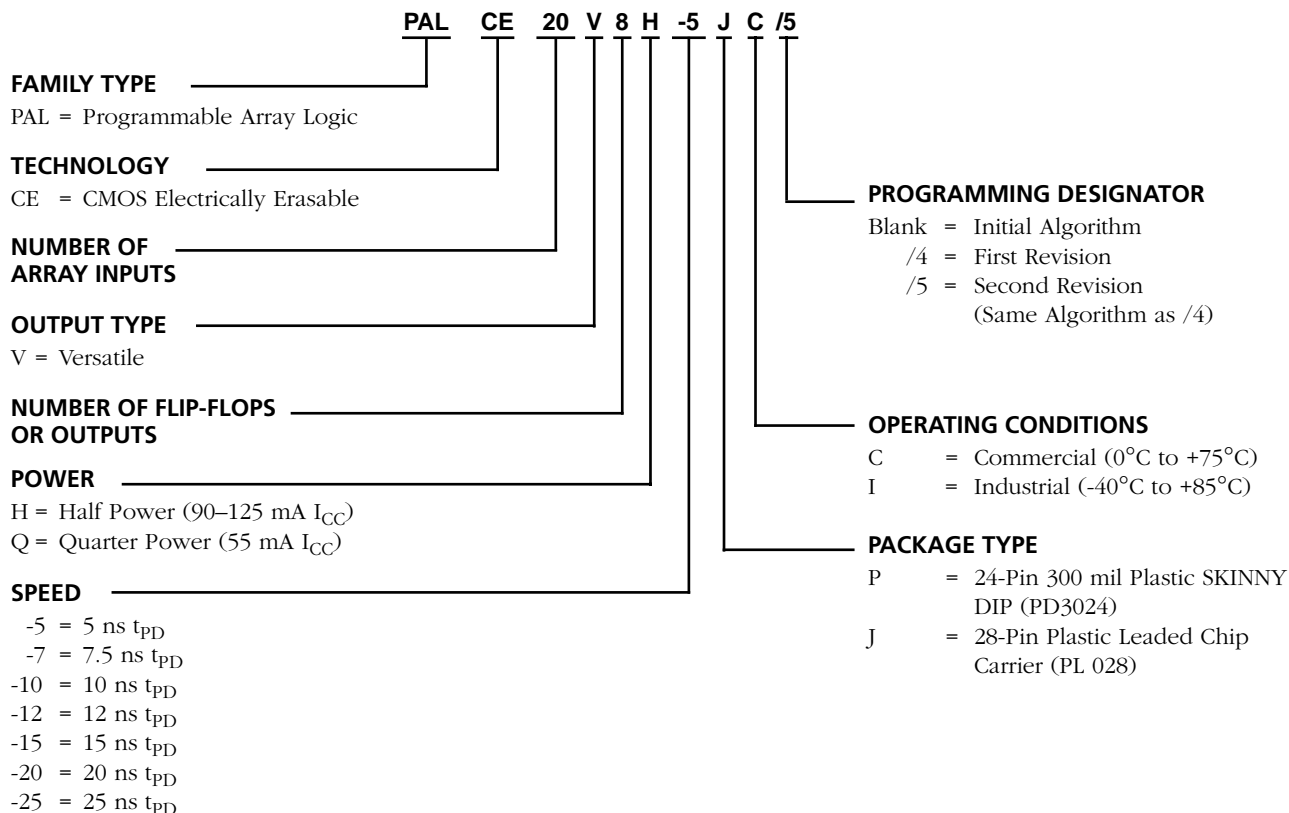 PAL CE 20 V 8 H -5 J C /5
FAMILY TYPE
PAL = Programmable Array Logic
TECHNOLOGY
CE = CMOS Electrically Erasable
NUMBER OF
ARRAY INPUTS
OUTPUT TYPE
V = Versatile
NUMBER OF FLIP-FLOPS
OR OUTPUTS
POWER
H = Half Power (90–125 mA ICC)
Q = Quarter Power (55 mA ICC)
SPEED
-5 = 5 ns tPD
-7 = 7.5 ns tPD
-10 = 10 ns tPD
-12 = 12 ns tPD
-15 = 15 ns tPD
-20 = 20 ns tPD
-25 = 25 ns tPD
PROGRAMMING DESIGNATOR
Blank = Initial Algorithm
/4 = First Revision
/5 = Second Revision
(Same Algorithm as /4)
OPERATING CONDITIONS
C = Commercial (0°C to +75°C)
I = Industrial (-40°C to +85°C)
PACKAGE TYPE
P = 24-Pin 300 mil Plastic SKINNY
DIP (PD3024)
J = 28-Pin Plastic Leaded Chip
Carrier (PL 028)